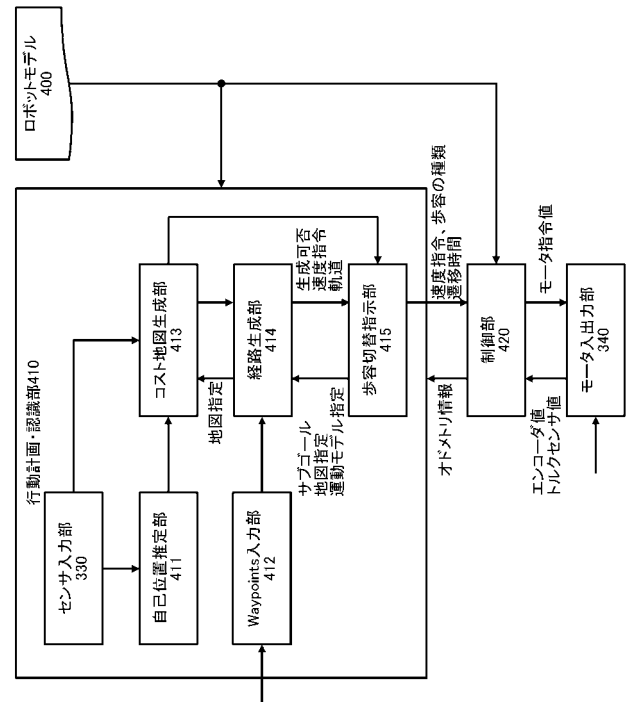 ロボットモデル
400
行動計画・認識部410
センサ入力部
330
自己位置推定部
411
Waypoints入力部
412
コスト地図生成部
413
地図指定
経路生成部
414
サブゴール
地図指定
運動モデル指定
生成可否
速度指令
軌道
歩容切替指示部
415
オドメトリ情報
速度指令、歩容の種類
遷移時間
制御部
420
エンコーダ値
トルクセンサ値
モータ指令値
モータ入出力部
340